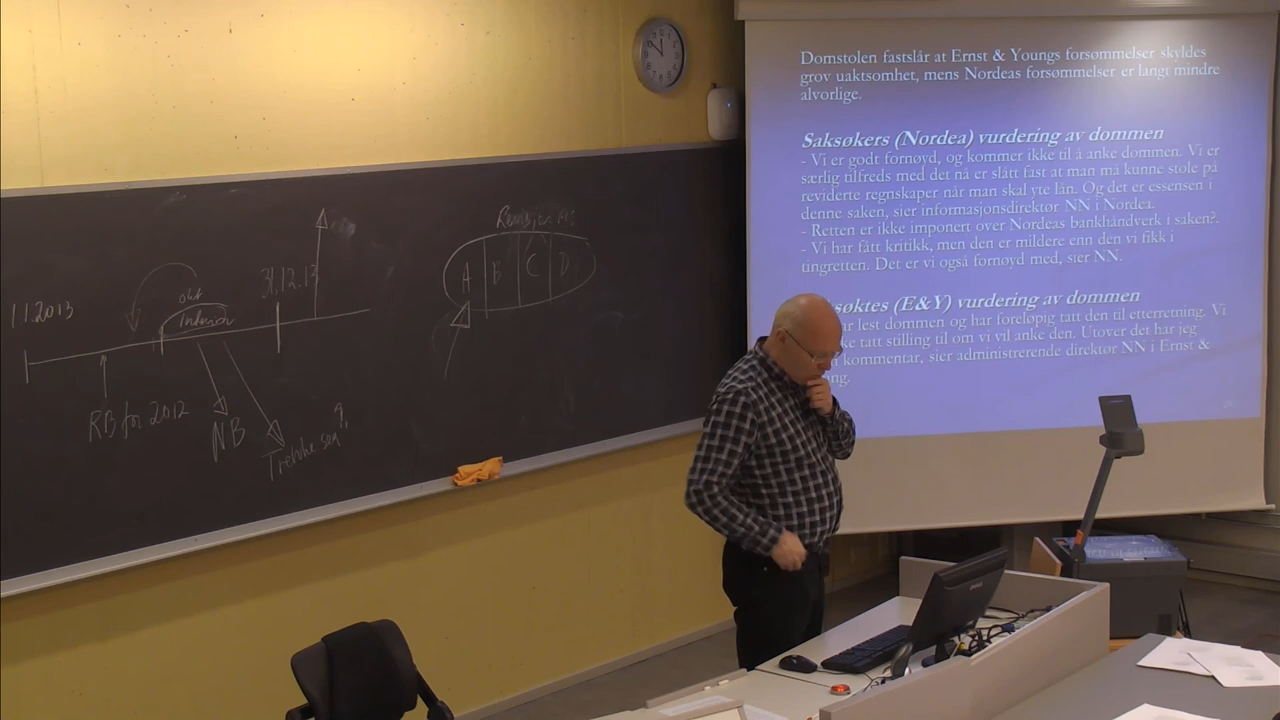 11.2013
okt
Interim
31.12.13
RB for 2012
NB
Trekke seg?
A B C D
Domstolen fastslår at Ernst & Youngs forsømmelser skyldes
grov uaktsomhet, mens Nordeas forsømmelser er langt mindre
alvorlige.
Saksøkers (Nordea) vurdering av dommen
- Vi er godt fornøyd, og kommer ikke til å anke dommen. Vi er
særlig tilfreds med det nå er slått fast at man må kunne stole på
reviderte regnskaper når man skal yte lån. Og det er essensen i
denne saken, sier informasjonsdirektør NN i Nordea.
- Retten er ikke imponert over Nordeas bankhåndverk i saken?.
- Vi har fått kritikk, men den er mildere enn den vi fikk i
tingretten. Det er vi også fornøyd med, sier NN.
søktes (E&Y) vurdering av dommen
ar lest dommen og har foreløpig tatt den til etterretning. Vi
ke tatt stilling til om vi vil anke den. Utover det har jeg
kommentar, sier administrerende direktør NN i Ernst &
ng.